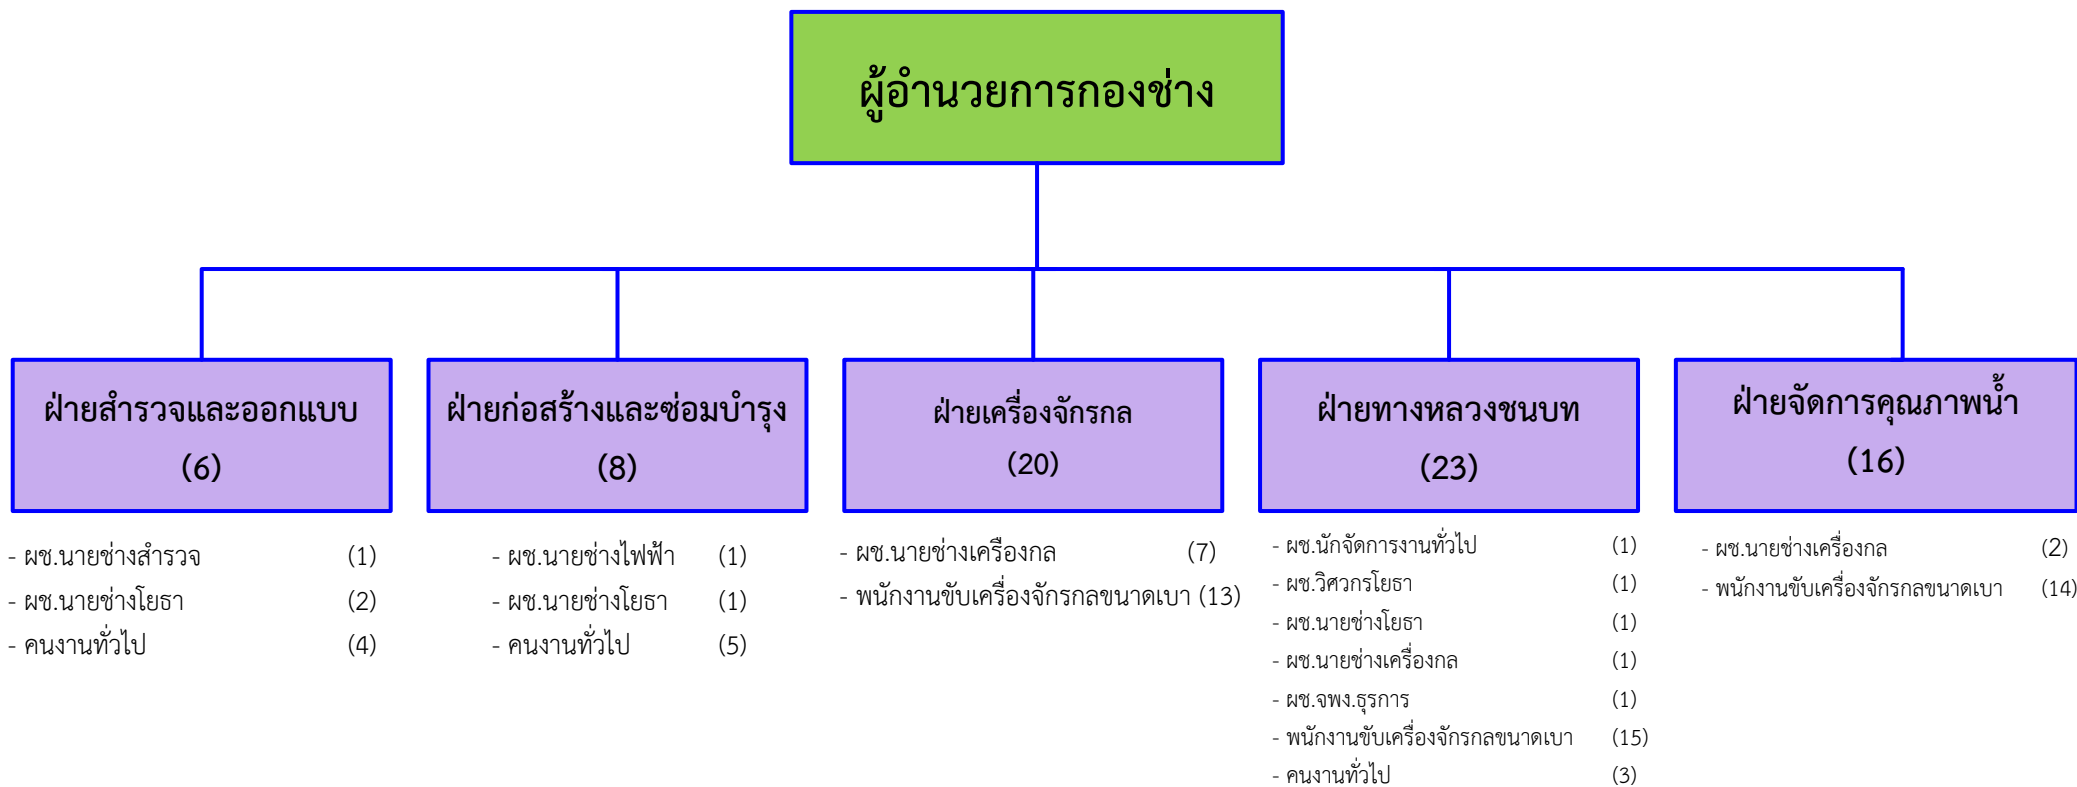 ผู้อำนวยการกองช่าง
ฝ่ายสำรวจและออกแบบ
(6)
- ผช.นายช่างสำรวจ (1)
- ผช.นายช่างโยธา (2)
- คนงานทั่วไป (4)
ฝ่ายก่อสร้างและซ่อมบำรุง
(8)
- ผช.นายช่างไฟฟ้า (1)
- ผช.นายช่างโยธา (1)
- คนงานทั่วไป (5)
ฝ่ายเครื่องจักรกล
(20)
- ผช.นายช่างเครืองกล (7)
- พนักงานขับเครื่องจักรกลขนาดเบา (13)
ฝ่ายทางหลวงชนบท
(23)
- ผช.นักจัดการงานทั่วไป (1)
- ผช.วิศวกรโยธา (1)
- ผช.นายช่างโยธา (1)
- ผช.นายช่างเครื่องกล (1)
- ผช.จพง.ธุรการ (1)
- พนักงานขับเครื่องจักรกลขนาดเบา (15)
- คนงานทั่วไป (3)
ฝ่ายจัดการคุณภาพน้ำ
(16)
- ผช.นายช่างเครื่องกล (2)
- พนักงานขับเครื่องจักรกลขนาดเบา (14)